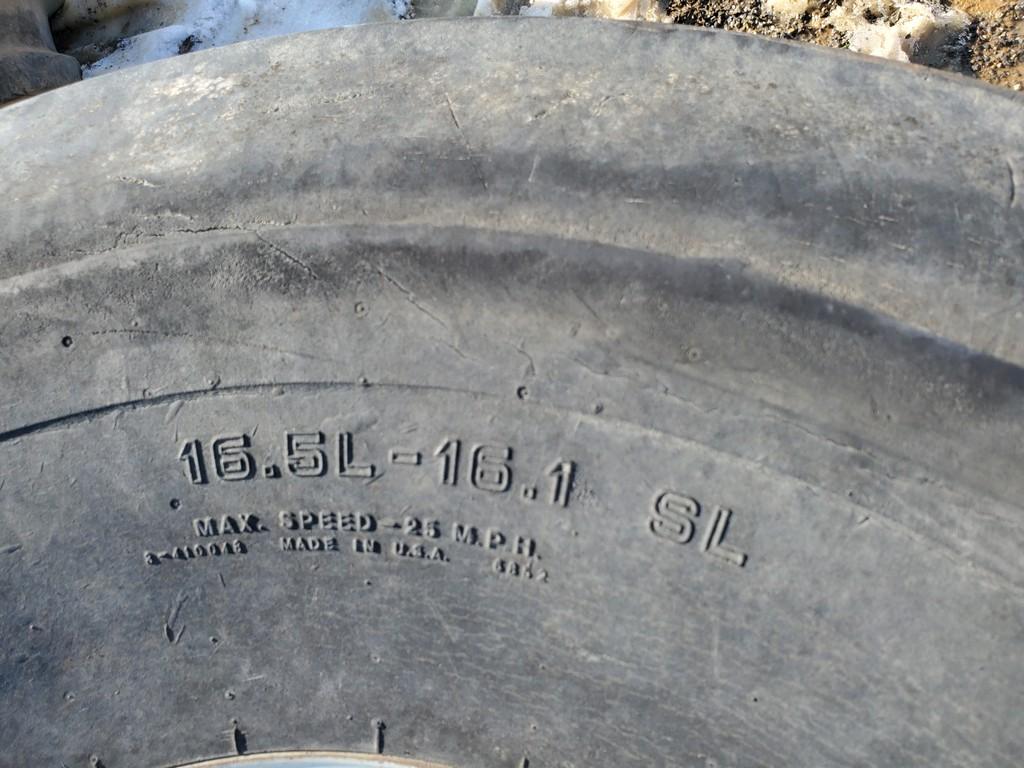 16.5L-16.1 SL
MAX. SPEED-25 M.P.H.
MADE IN U.S.A.